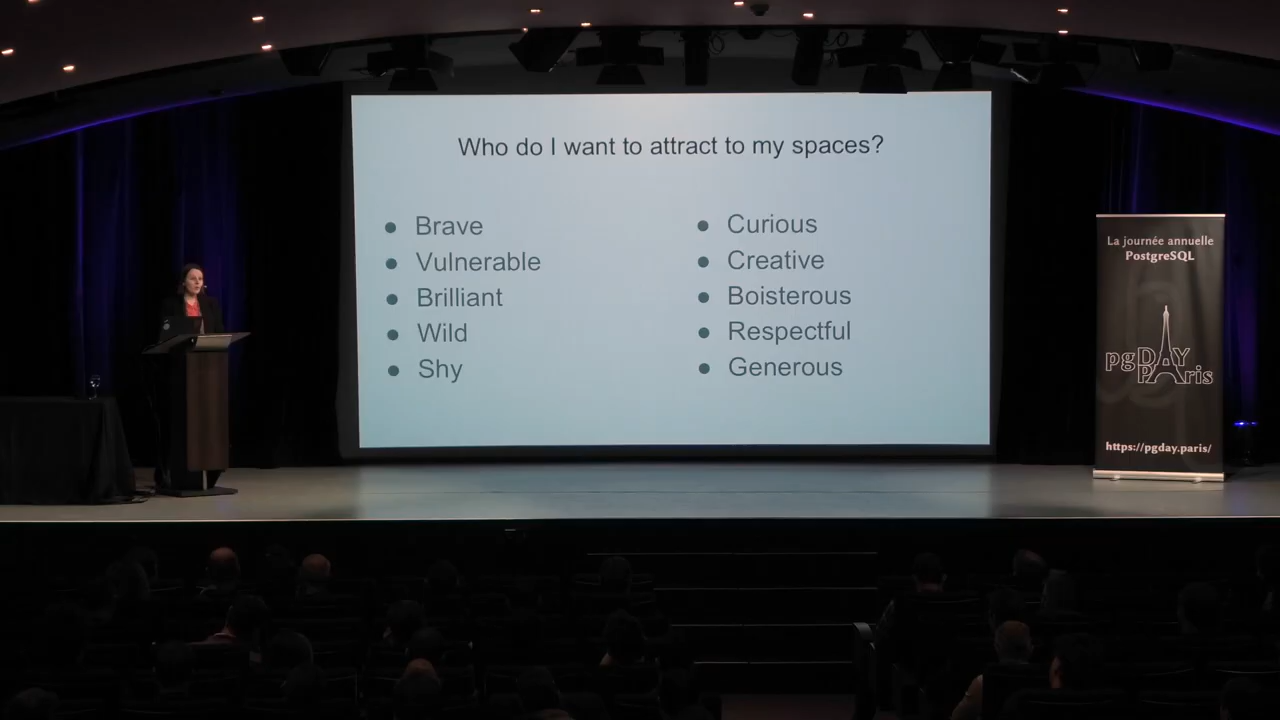 Who do I want to attract to my spaces?
● Brave
● Vulnerable
● Brilliant
● Wild
● Shy
● Curious
● Creative
● Boisterous
● Respectful
● Generous
La journée annuelle
PostgreSQL
pgDAY
PAris
https://pgday.paris/